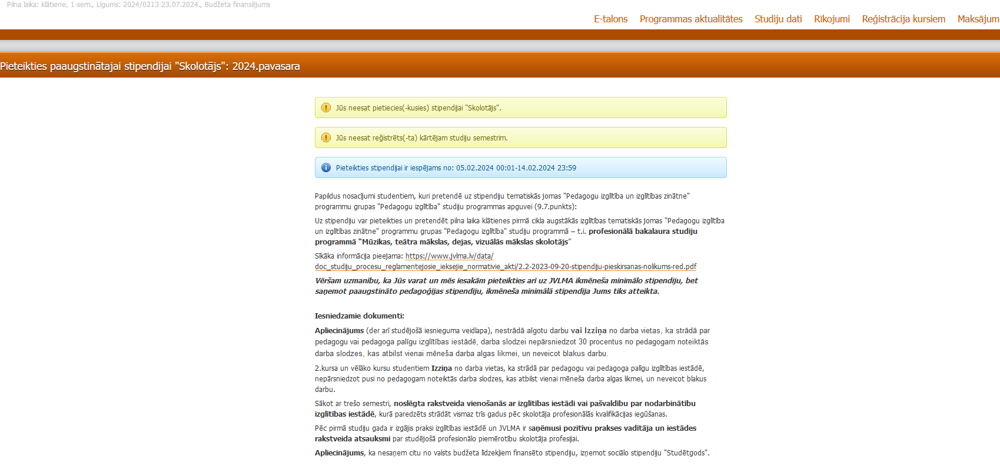 Pilna laika: klātiene, 1-sem., Līgums: 2024/0213 23.07.2024., Budžeta finansējums
E-talons Programmas aktualitātes Studiju dati Rīkojumi Reģistrācija kursiem Maksājum
Pieteikties paaugstinātajai stipendijai "Skolotājs": 2024.pavasara
Jūs neesat pietiecies(-kusies) stipendijai "Skolotājs".
Jūs neesat reģistrēts(-ta) kārtējam studiju semestrim.
Pieteikties stipendijai ir iespējams no: 05.02.2024 00:01-14.02.2024 23:59
Papildus nosacījumi studentiem, kuri pretendē uz stipendiju tematiskās jomas "Pedagogu izglītība un izglītības zinātne"
programmu grupas "Pedagogu izglītība" studiju programmas apguvei (9.7.punkts):
Uz stipendiju var pieteikties un pretendēt pilna laika klātienes pirmā cikla augstākās izglītības tematiskās jomas "Pedagogu izglītība
un izglītības zinātne" programmu grupas "Pedagogu izglītība" studiju programmā – t.i. profesionālā bakalaura studiju
programmā “Mūzikas, teātra mākslas, dejas, vizuālās mākslas skolotājs”
Sīkāka informācija pieejama: https://www.jvlma.lv/data/
doc_studiju_procesu_reglamentejosie_ieksejie_normativie_akti/2.2-2023-09-20-stipendiju-pieskirsanas-nolikums-red.pdf
Vēršam uzmanību, ka Jūs varat un mēs iesakām pieteikties arī uz JVLMA ikmēneša minimālo stipendiju, bet
saņemot paaugstināto pedagoģijas stipendiju, ikmēneša minimālā stipendija Jums tiks atteikta.
Iesniedzamie dokumenti:
Apliecinājums (der arī studējošā iesnieguma veidlapa), nestrādā algotu darbu vai Izziņa no darba vietas, ka strādā par
pedagogu vai pedagoga palīgu izglītības iestādē, darba slodzei nepārsniedzot 30 procentus no pedagogam noteiktās
darba slodzes, kas atbilst vienai mēneša darba algas likmei, un neveicot blakus darbu.
2.kursa un vēlāko kursu studentiem Izziņa no darba vietas, ka strādā par pedagogu vai pedagoga palīgu izglītības iestādē,
nepārsniedzot pusi no pedagogam noteiktās darba slodzes, kas atbilst vienai mēneša darba algas likmei, un neveicot blakus
darbu.
Sākot ar trešo semestri, noslēgta rakstveida vienošanās ar izglītības iestādi vai pašvaldību par nodarbinātību
izglītības iestādē, kurā paredzēts strādāt vismaz trīs gadus pēc skolotāja profesionālās kvalifikācijas iegūšanas.
Pēc pirmā studiju gada ir izgājis praksi izglītības iestādē un JVLMA ir saņēmusi pozitīvu prakses vadītāja un iestādes
rakstveida atsauksmi par studējošā profesionālo piemērotību skolotāja profesijai.
Apliecinājums, ka nesaņem citu no valsts budžeta līdzekļiem finansēto stipendiju, izņemot sociālo stipendiju "Studētgods".